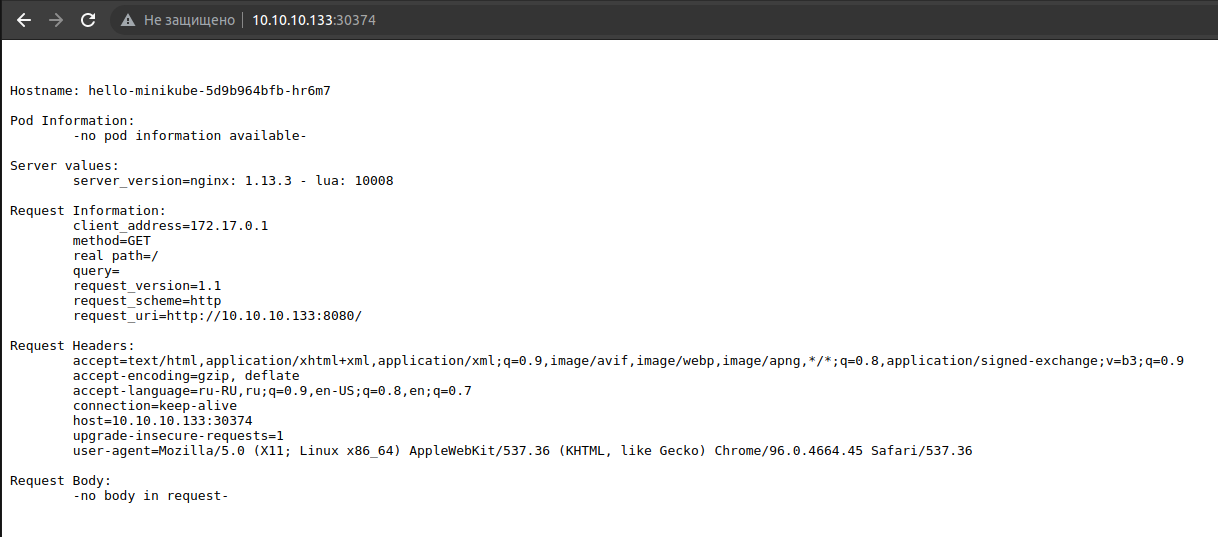 Не защищено | 10.10.10.133:30374
Hostname: hello-minikube-5d9b964bfb-hr6m7
Pod Information:
-no pod information available-
Server values:
server_version=nginx: 1.13.3 - lua: 10008
Request Information:
client_address=172.17.0.1
method=GET
real path=/
query=
request_version=1.1
request_scheme=http
request_uri=http://10.10.10.133:8080/
Request Headers:
accept=text/html,application/xhtml+xml,application/xml;q=0.9,image/avif,image/webp,image/apng,*/*;q=0.8,application/signed-exchange;v=b3;q=0.9
accept-encoding=gzip, deflate
accept-language=ru-RU,ru;q=0.9,en-US;q=0.8,en;q=0.7
connection=keep-alive
host=10.10.10.133:30374
upgrade-insecure-requests=1
user-agent=Mozilla/5.0 (X11; Linux x86_64) AppleWebKit/537.36 (KHTML, like Gecko) Chrome/96.0.4664.45 Safari/537.36
Request Body:
-no body in request-